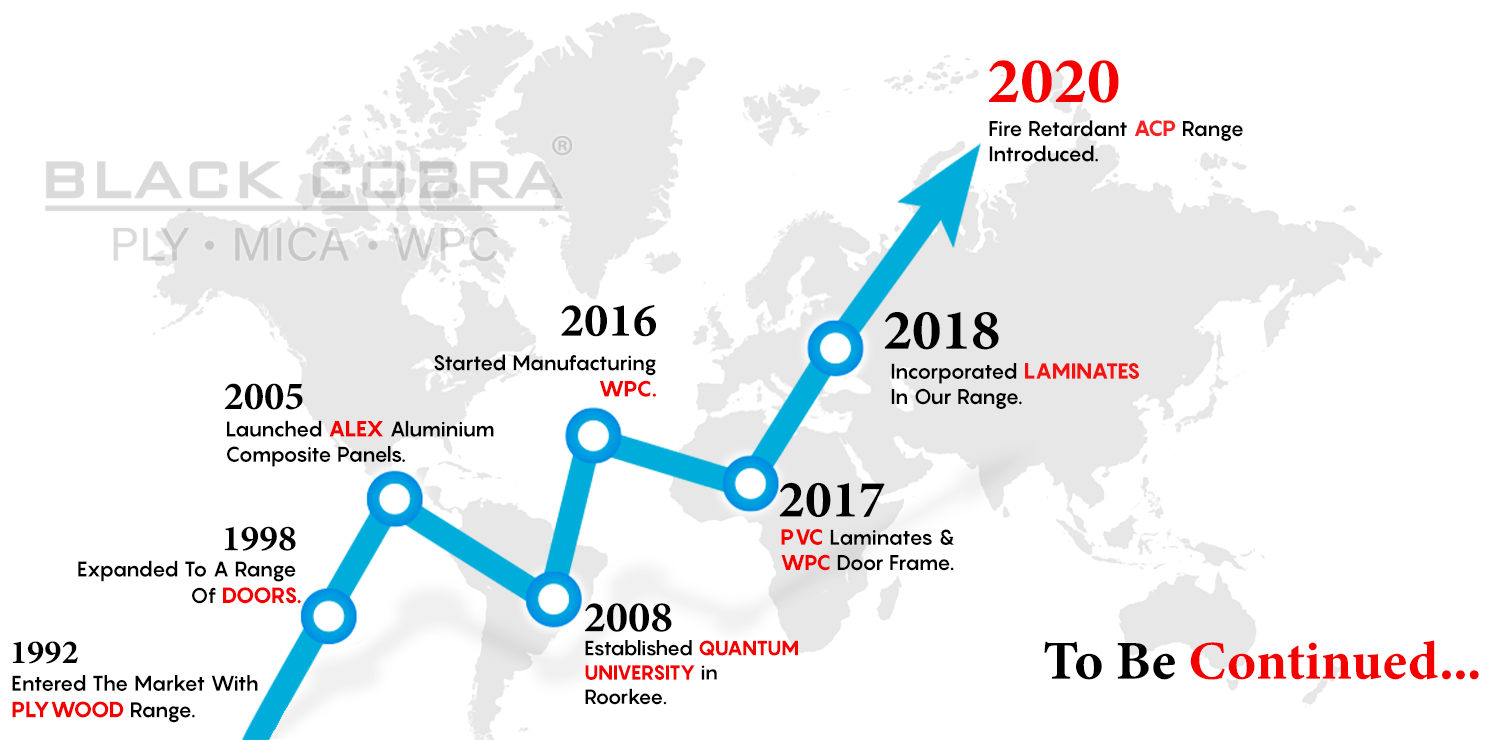 BLACK COBRA®
PLY • MICA • WPC
1992
Entered The Market With
PLYWOOD Range.
1998
Expanded To A Range
Of DOORS.
2005
Launched ALEX Aluminium
Composite Panels.
2008
Established QUANTUM
UNIVERSITY in
Roorkee.
2016
Started Manufacturing
WPC.
2017
PVC Laminates &
WPC Door Frame.
2018
Incorporated LAMINATES
In Our Range.
2020
Fire Retardant ACP Range
Introduced.
To Be Continued...